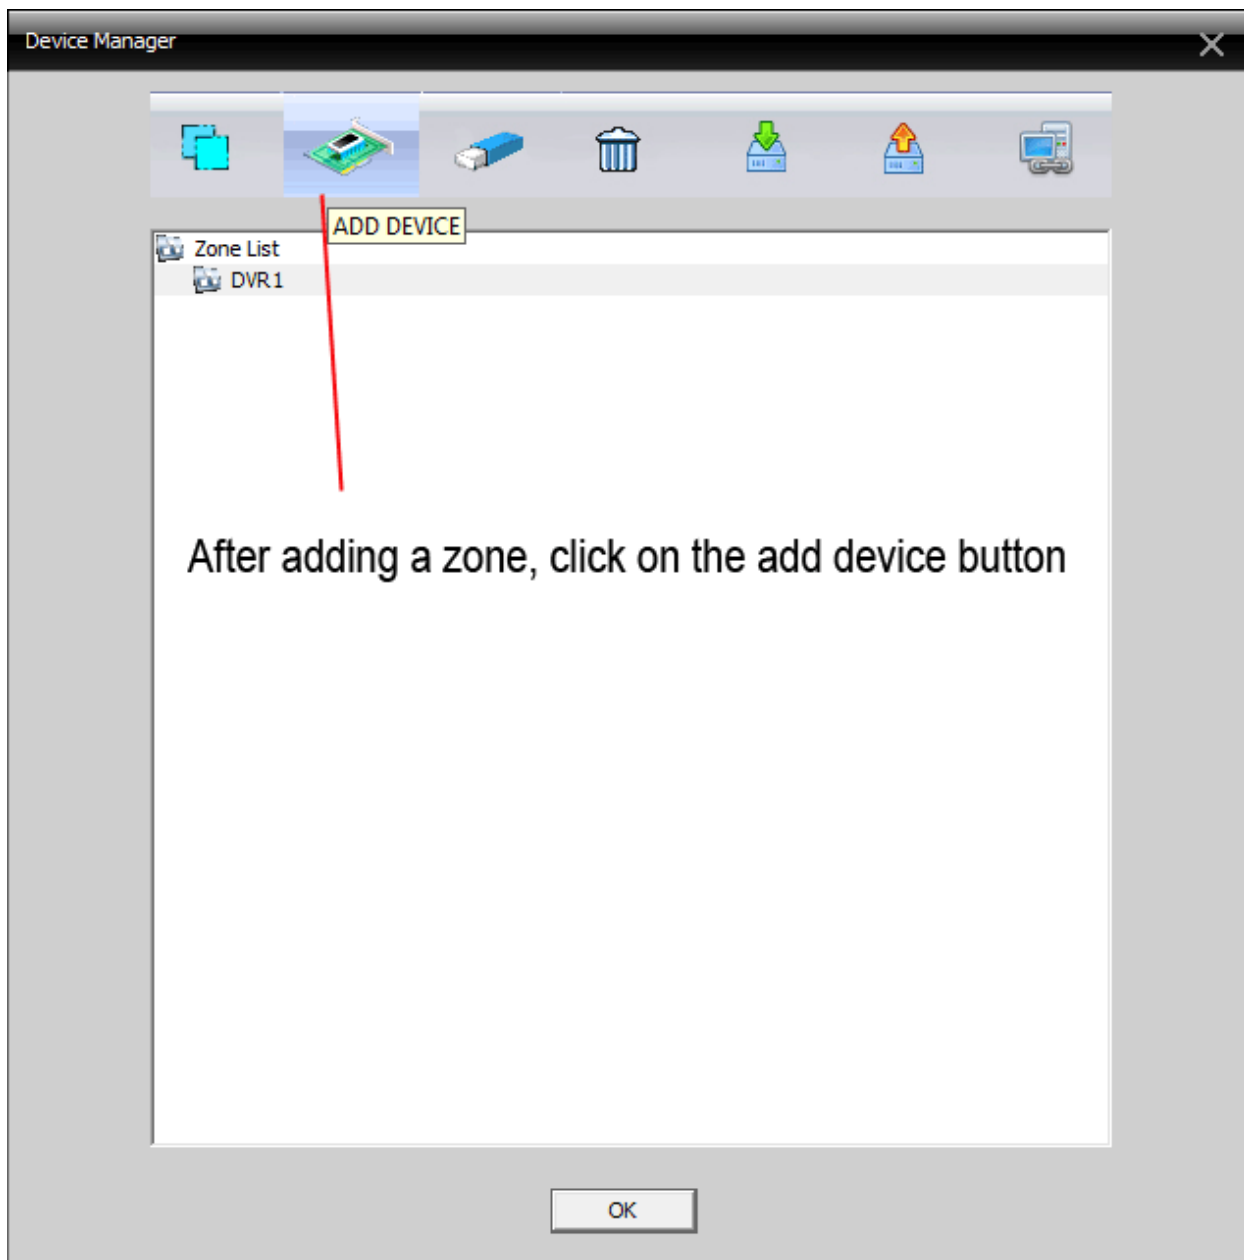 Device Manager
ADD DEVICE
Zone List
DVR1
After adding a zone, click on the add device button
OK